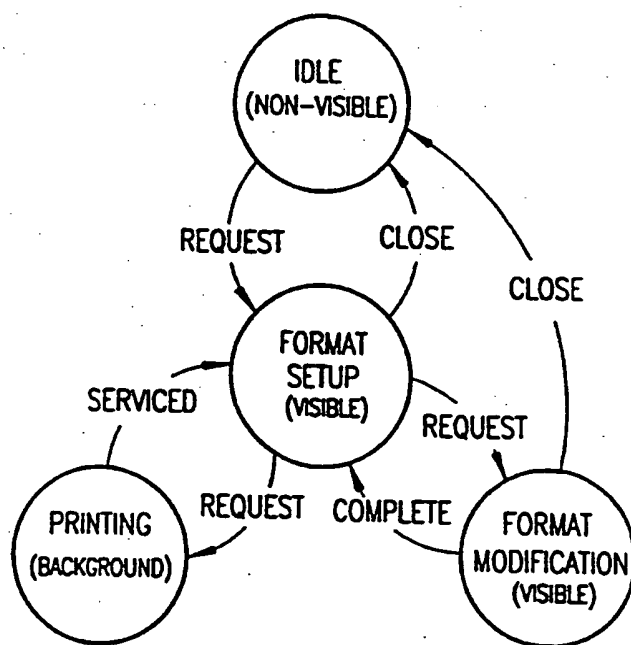 IDLE
(NON-VISIBLE)
REQUEST
CLOSE
CLOSE
FORMAT
SETUP
(VISIBLE)
SERVICED
REQUEST
REQUEST
COMPLETE
PRINTING
(BACKGROUND)
FORMAT
MODIFICATION
(VISIBLE)